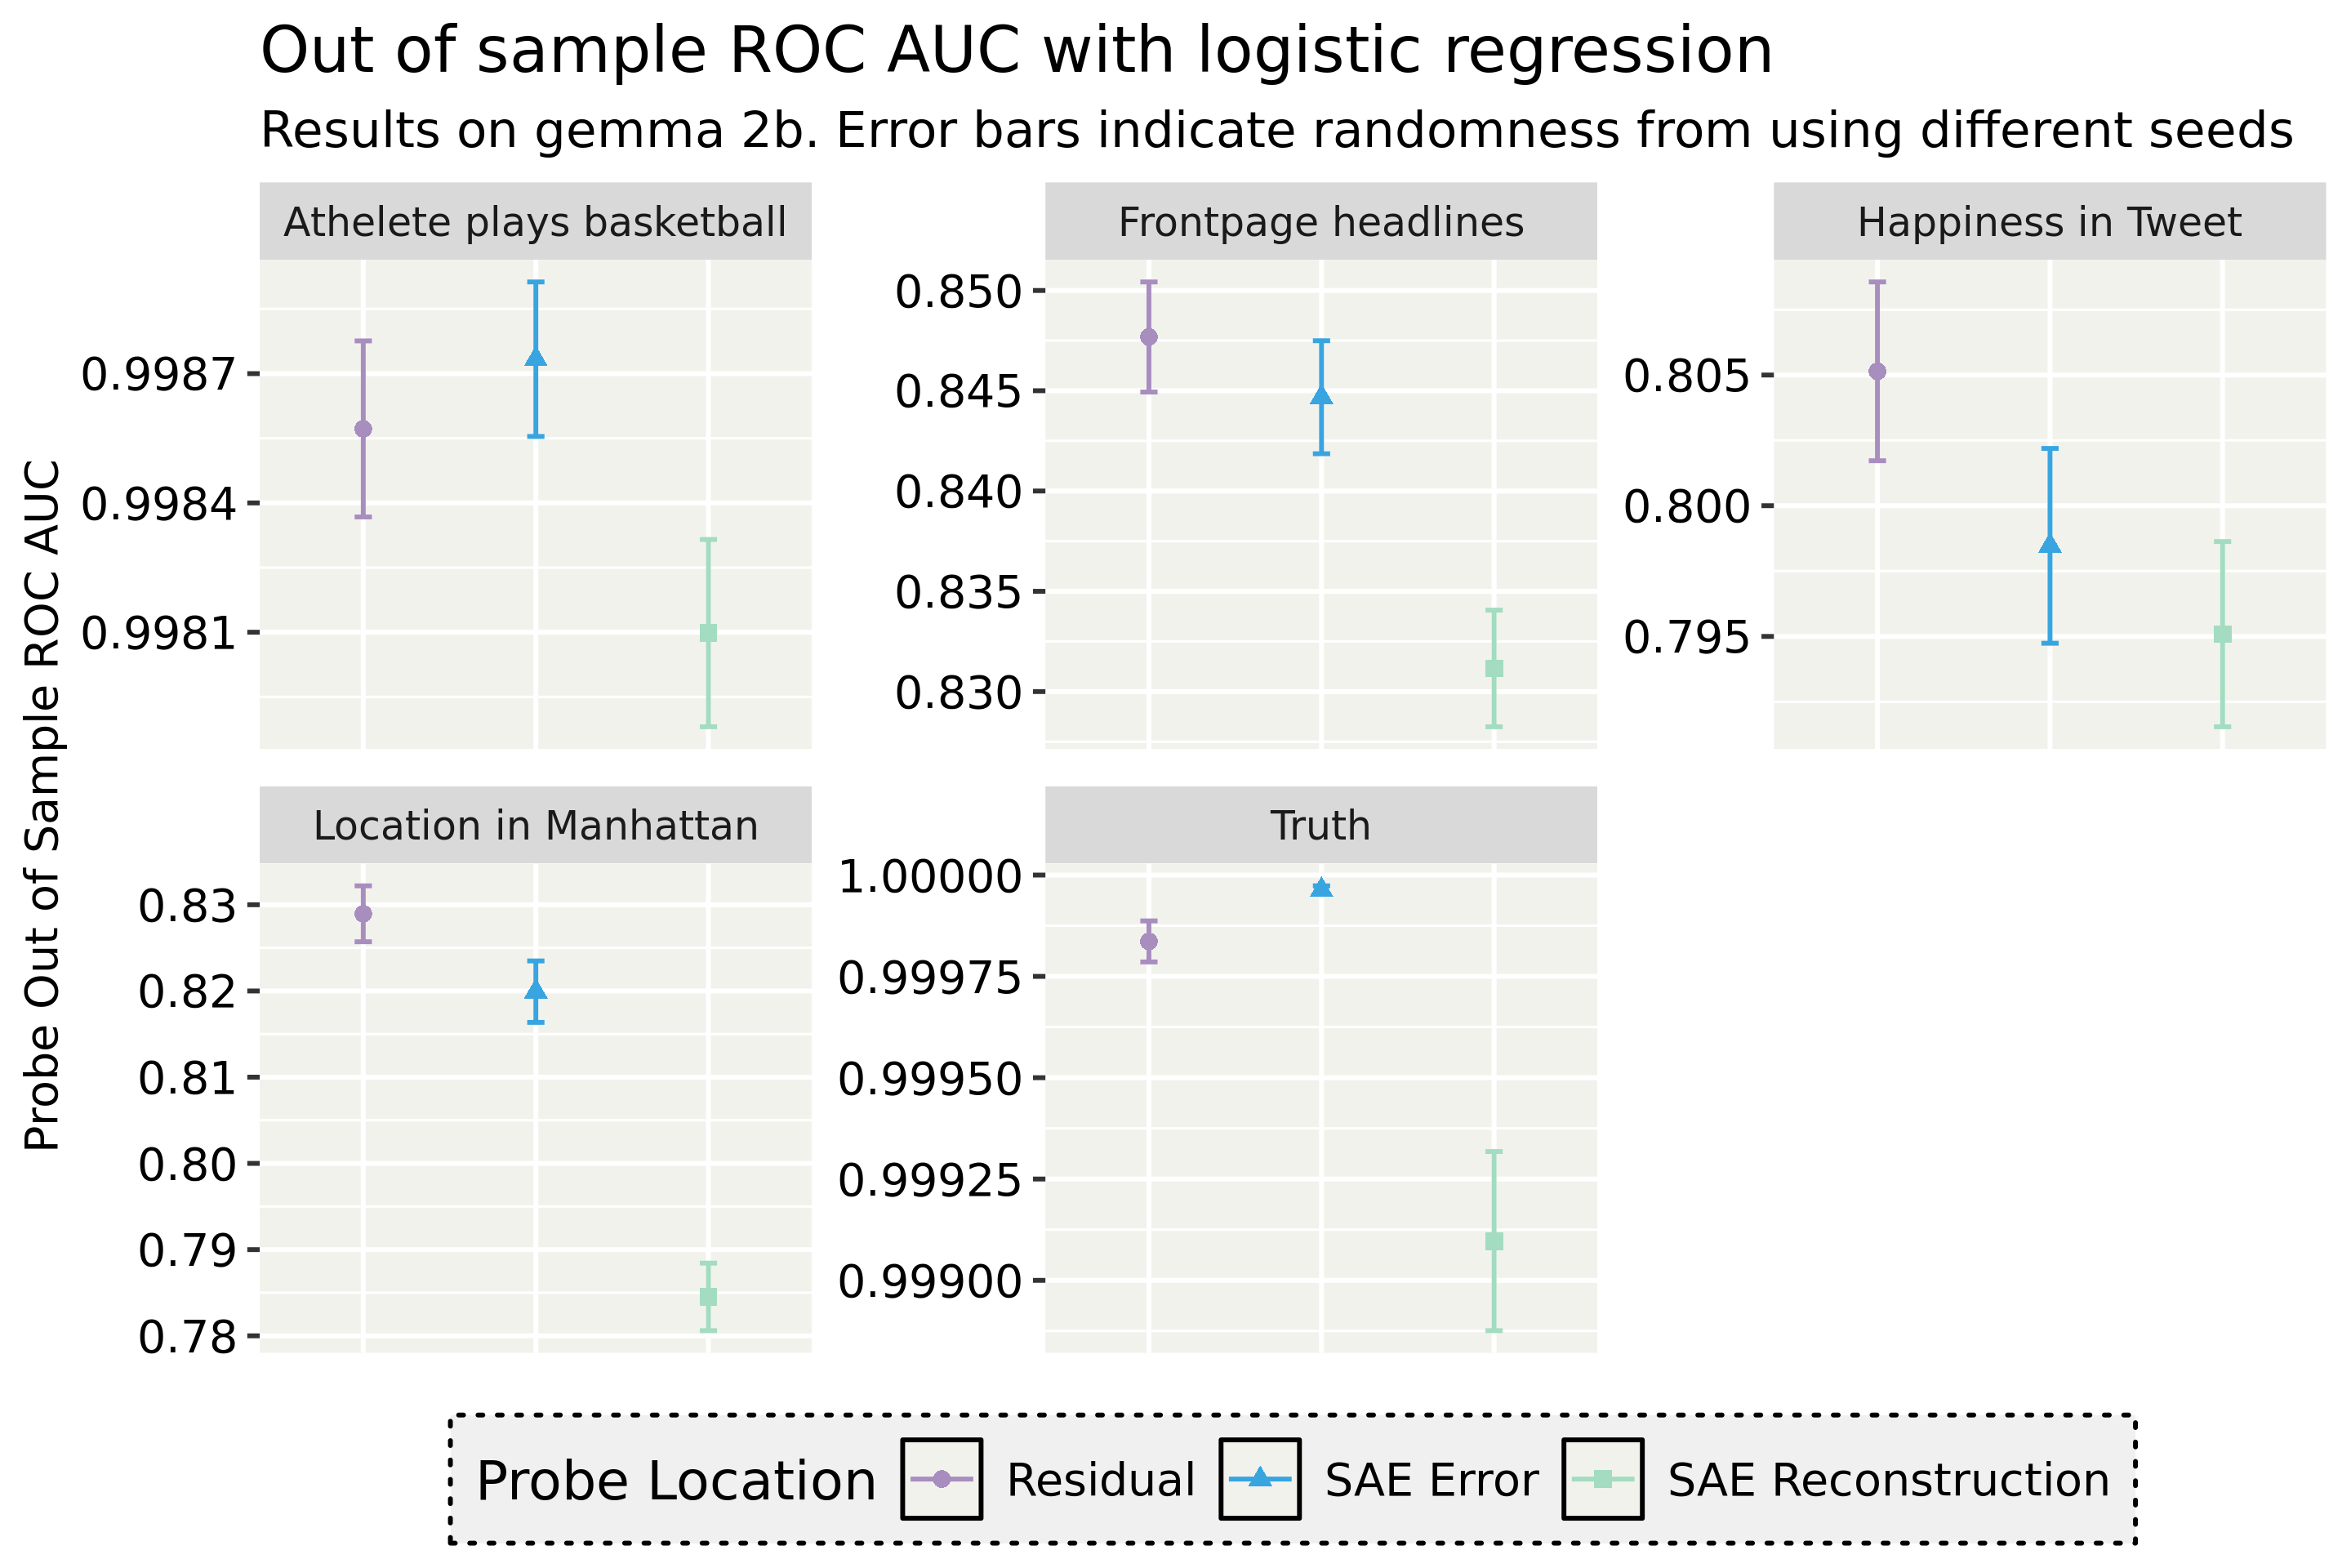 Out of sample ROC AUC with logistic regression
Results on gemma 2b. Error bars indicate randomness from using different seeds
Probe Out of Sample ROC AUC
Athelete plays basketball
0.9987
0.9984
0.9981
Frontpage headlines
0.850
0.845
0.840
0.835
0.830
Happiness in Tweet
0.805
0.800
0.795
Location in Manhattan
0.83
0.82
0.81
0.80
0.79
0.78
Truth
1.00000
0.99975
0.99950
0.99925
0.99900
Probe Location Residual SAE Error SAE Reconstruction